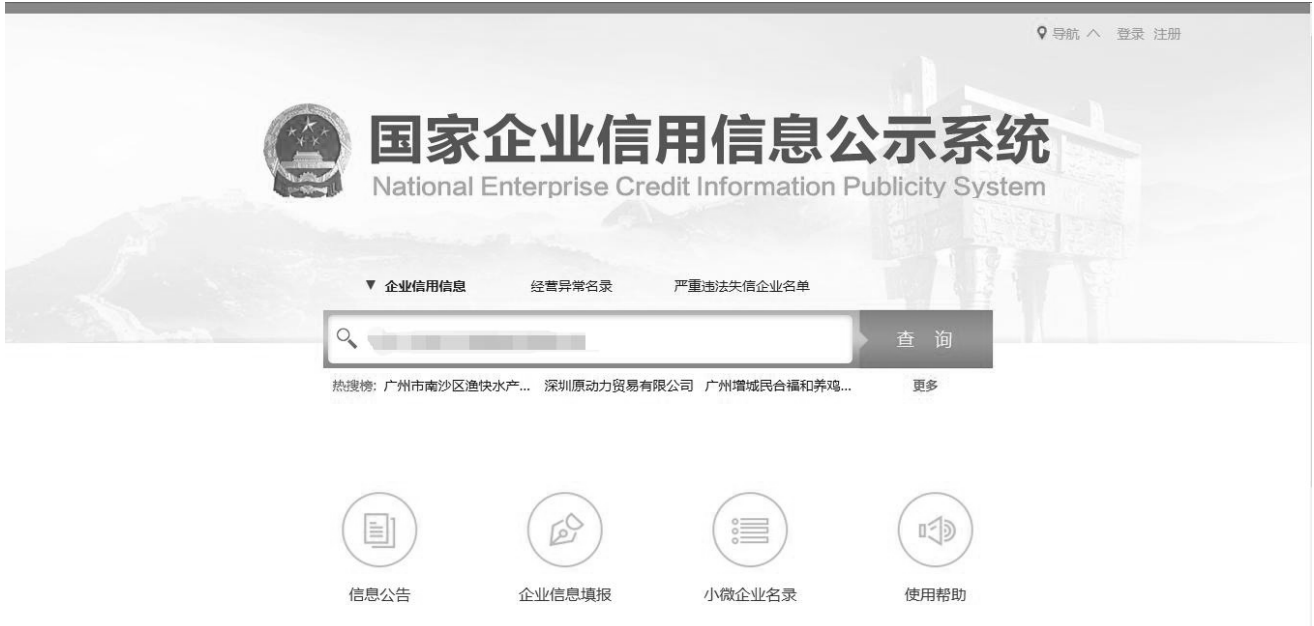 导航 登录 注册
国家企业信用信息公示系统
National Enterprise Credit Information Publicity System
▼ 企业信用信息 经营异常名录 严重违法失信企业名单
查 询
热搜榜: 广州市南沙区渔快水产... 深圳原动力贸易有限公司 广州增城民合福和养鸡... 更多
信息公告 企业信息填报 小微企业名录 使用帮助